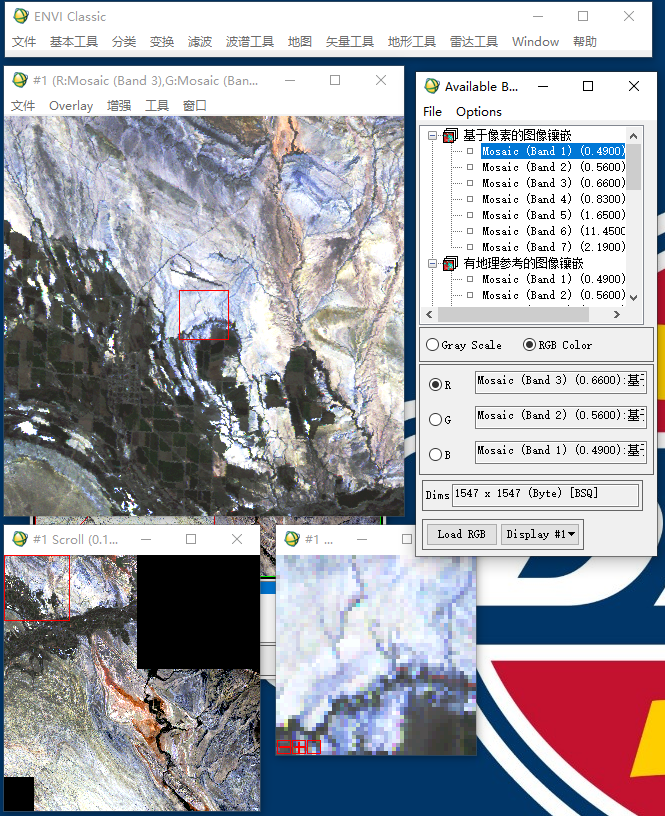 ENVI Classic
文件 基本工具 分类 变换 滤波 波谱工具 地图 矢量工具 地形工具 雷达工具 Window 帮助
#1 (R:Mosaic (Band 3),G:Mosaic (Ban...
文件 Overlay 增强 工具 窗口
Available B...
File Options
基于像素的图像镶嵌
Mosaic (Band 1) (0.4900)
Mosaic (Band 2) (0.5600)
Mosaic (Band 3) (0.6600)
Mosaic (Band 4) (0.8300)
Mosaic (Band 5) (1.6500)
Mosaic (Band 6) (11.4500
Mosaic (Band 7) (2.1900)
有地理参考的图像镶嵌
Mosaic (Band 1) (0.4900)
Mosaic (Band 2) (0.5600)
Gray Scale RGB Color
R Mosaic (Band 3) (0.6600):基于
G Mosaic (Band 2) (0.5600):基于
B Mosaic (Band 1) (0.4900):基于
Dims 1547 x 1547 (Byte) [BSQ]
Load RGB Display #1
#1 Scroll (0.1...
#1 ...